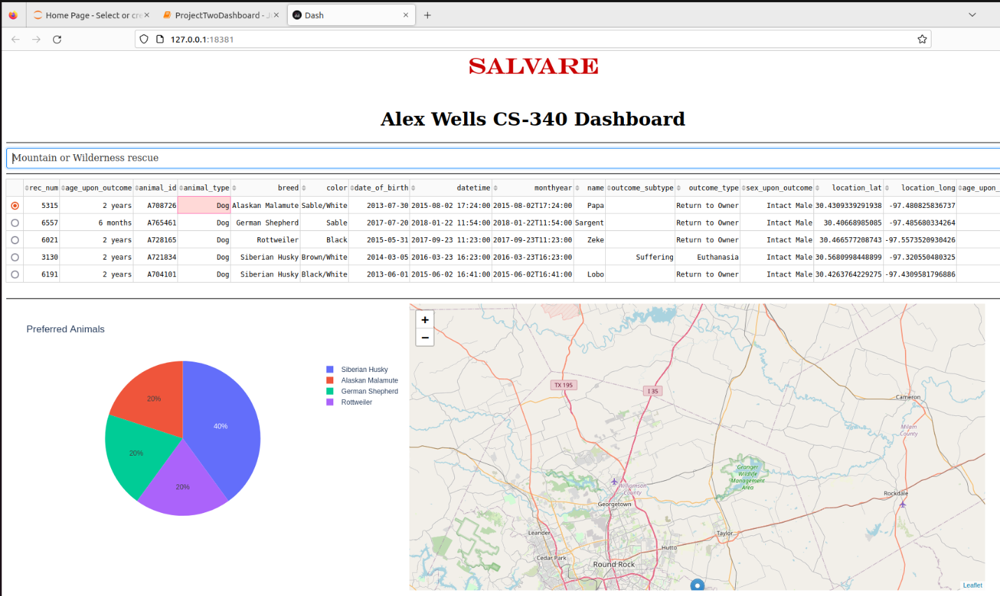 Home Page - Select or cre
ProjectTwoDashboard - Ju
Dash
127.0.0.1:18381
SALVARE
Alex Wells CS-340 Dashboard
Mountain or Wilderness rescue
rec_num age_upon_outcome animal_id animal_type breed color date_of_birth datetime monthyear name outcome_subtype outcome_type sex_upon_outcome location_lat location_long age_upon_
5315 2 years A708726 Dog Alaskan Malamute Sable/White 2013-07-30 2015-08-02 17:24:00 2015-08-02T17:24:00 Papa Return to Owner Intact Male 30.4309339291938 -97.480825836737
6557 6 months A765461 Dog German Shepherd Sable 2017-07-20 2018-01-22 11:54:00 2018-01-22T11:54:00 Sargent Return to Owner Intact Male 30.40668985085 -97.485680334264
6021 2 years A728165 Dog Rottweiler Black 2015-05-31 2017-09-23 11:23:00 2017-09-23T11:23:00 Zeke Return to Owner Intact Male 30.466577208743 -97.5573520930426
3130 2 years A721834 Dog Siberian Husky Brown/White 2014-03-05 2016-03-23 16:23:00 2016-03-23T16:23:00 Suffering Euthanasia Intact Male 30.5680998448899 -97.320550480325
6191 2 years A704101 Dog Siberian Husky Black/White 2013-06-01 2015-06-02 16:41:00 2015-06-02T16:41:00 Lobo Return to Owner Intact Male 30.4263764229275 -97.4309581796886
Preferred Animals
Siberian Husky
Alaskan Malamute
German Shepherd
Rottweiler
20%
40%
20%
20%
+
−
TX 195
I 35
Cameron
Milam
County
Granger
Wildlife
Management
Area
Williamson
County
Georgetown
Rockdale
Leander
Taylor
Hutto
Cedar Park
Round Rock
Leaflet